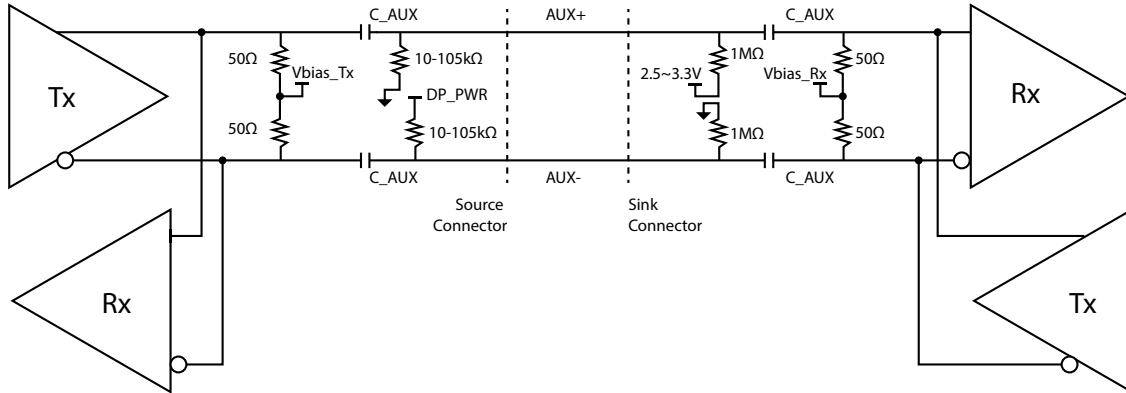 C_AUX
AUX+
C_AUX
50Ω
Vbias_Tx
10-105kΩ
1MΩ
2.5~3.3V
Vbias_Rx
50Ω
Tx
DP_PWR
Rx
50Ω
10-105kΩ
1MΩ
50Ω
C_AUX
AUX-
C_AUX
Source
Connector
Sink
Connector
Rx
Tx